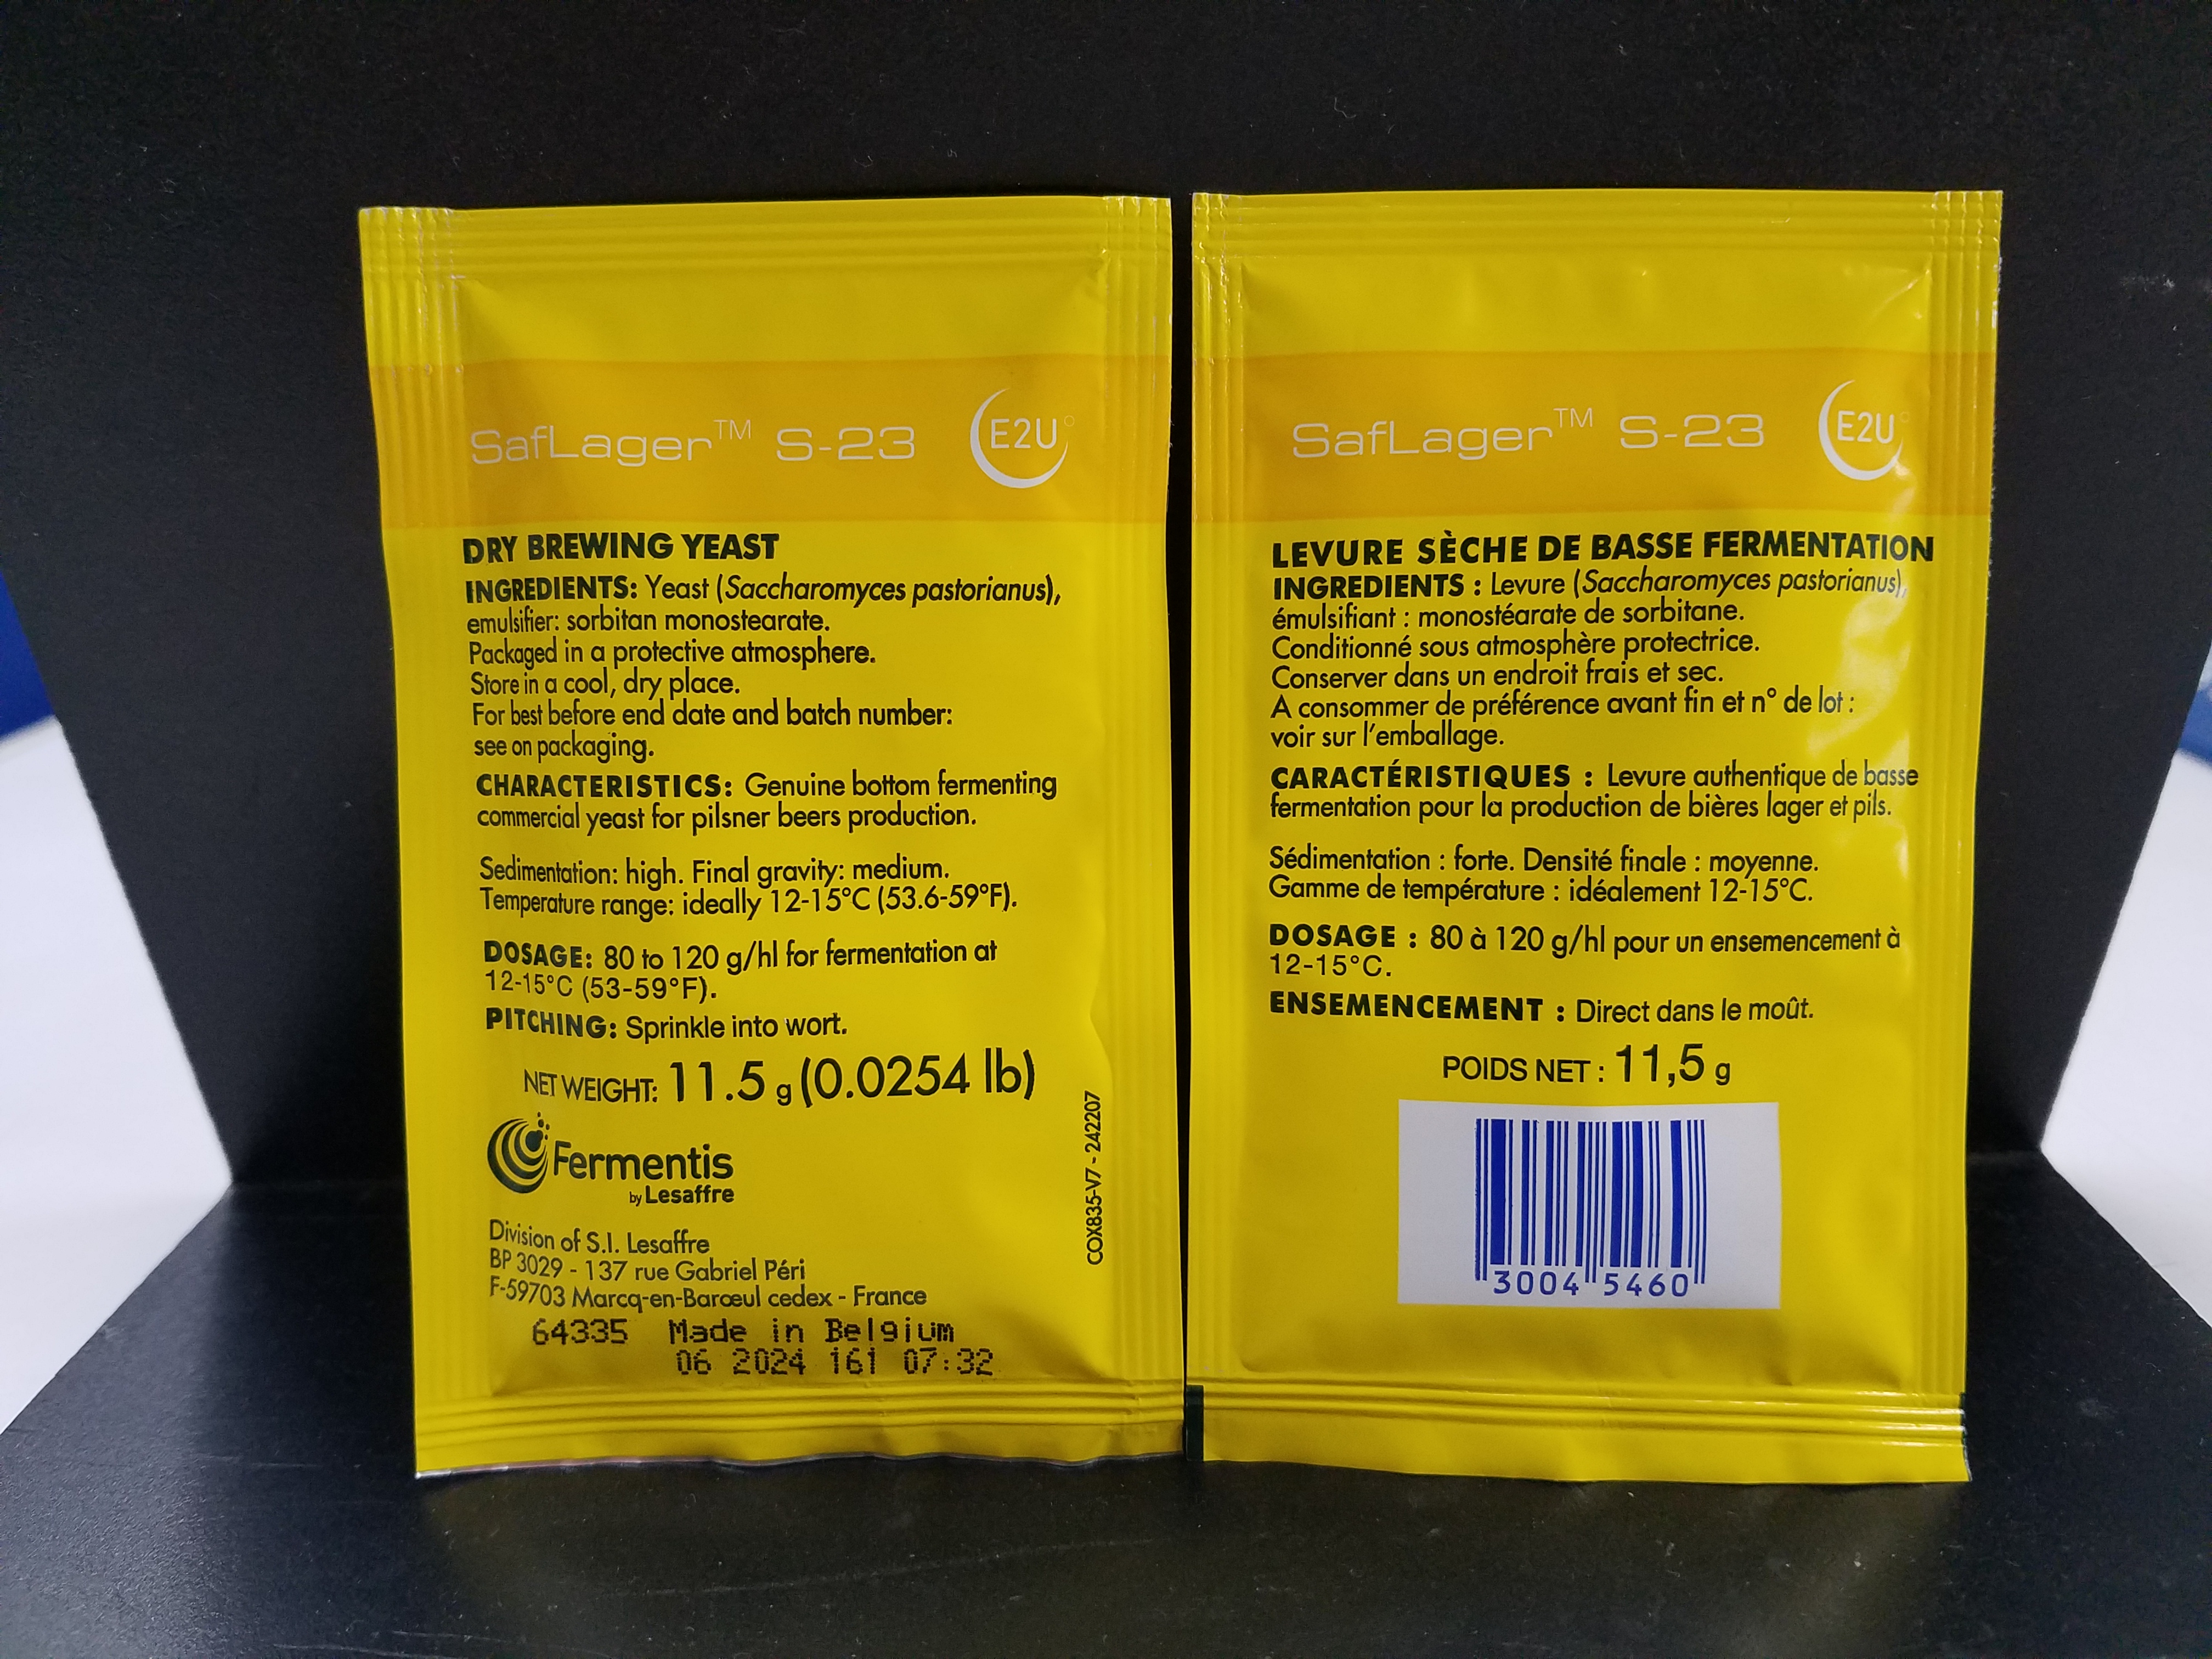 SafLager™ S-23 E2U
DRY BREWING YEAST
INGREDIENTS: Yeast (Saccharomyces pastorianus),
emulsifier: sorbitan monostearate.
Packaged in a protective atmosphere.
Store in a cool, dry place.
For best before end date and batch number:
see on packaging.
CHARACTERISTICS: Genuine bottom fermenting
commercial yeast for pilsner beers production.
Sedimentation: high. Final gravity: medium.
Temperature range: ideally 12-15°C (53.6-59°F).
DOSAGE: 80 to 120 g/hl for fermentation at
12-15°C (53-59°F).
PITCHING: Sprinkle into wort.
NET WEIGHT: 11.5 g (0.0254 lb)
COX835-V7 - 242207
Fermentis
by Lesaffre
Division of S.I. Lesaffre
BP 3029 - 137 rue Gabriel Péri
F-59703 Marcq-en-Barœul cedex - France
64335 Made in Belgium
06 2024 161 07:32
SafLager™ S-23 E2U
LEVURE SÈCHE DE BASSE FERMENTATION
INGREDIENTS : Levure (Saccharomyces pastorianus),
émulsifiant : monostéarate de sorbitane.
Conditionné sous atmosphère protectrice.
Conserver dans un endroit frais et sec.
A consommer de préférence avant fin et n° de lot :
voir sur l'emballage.
CARACTÉRISTIQUES : Levure authentique de basse
fermentation pour la production de bières lager et pils.
Sédimentation : forte. Densité finale : moyenne.
Gamme de température : idéalement 12-15°C.
DOSAGE : 80 à 120 g/hl pour un ensemencement à
12-15°C.
ENSEMENCEMENT : Direct dans le moût.
POIDS NET : 11,5 g
3004 5460